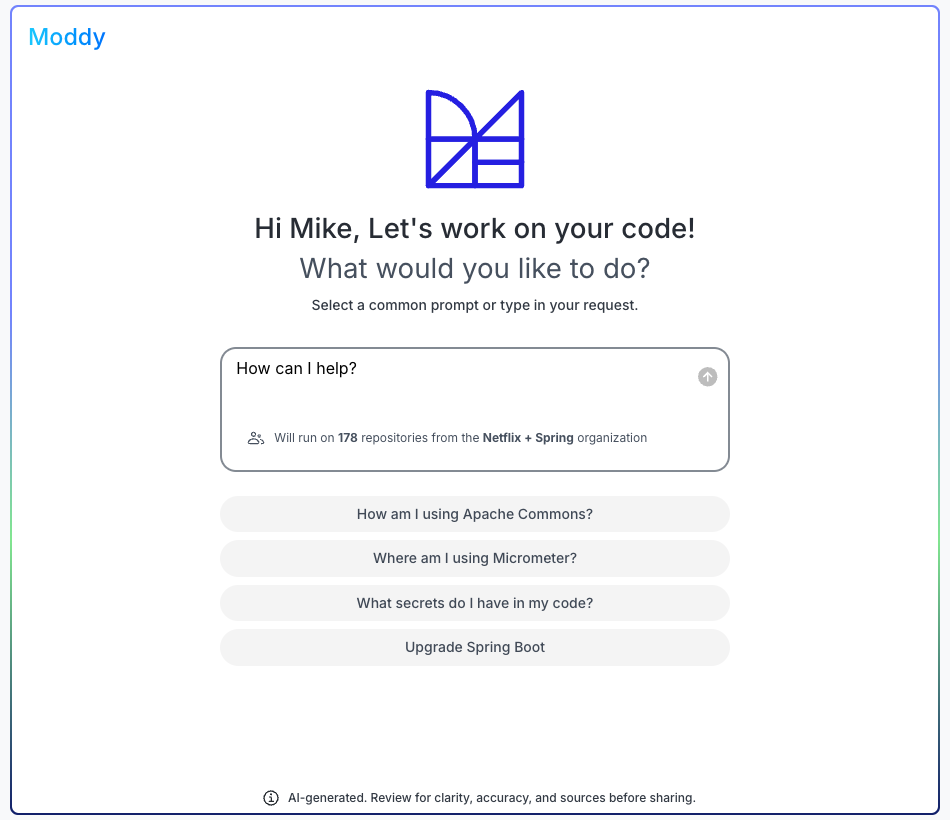 Moddy
Hi Mike, Let's work on your code!
What would you like to do?
Select a common prompt or type in your request.
How can I help?
Will run on 178 repositories from the Netflix + Spring organization
How am I using Apache Commons?
Where am I using Micrometer?
What secrets do I have in my code?
Upgrade Spring Boot
AI-generated. Review for clarity, accuracy, and sources before sharing.